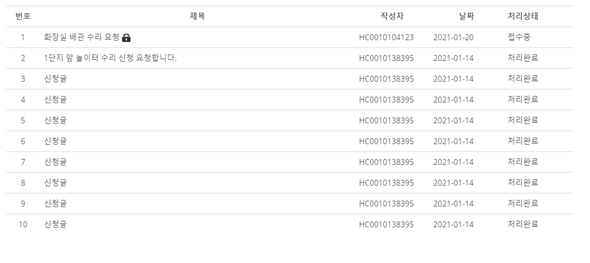 번호 제목 작성자 날짜 처리상태
1 화장실 배관 수리 요청 HC0010104123 2021-01-20 접수중
2 1단지 앞 놀이터 수리 신청 요청합니다. HC0010138395 2021-01-14 처리완료
3 신청글 HC0010138395 2021-01-14 처리완료
4 신청글 HC0010138395 2021-01-14 처리완료
5 신청글 HC0010138395 2021-01-14 처리완료
6 신청글 HC0010138395 2021-01-14 처리완료
7 신청글 HC0010138395 2021-01-14 처리완료
8 신청글 HC0010138395 2021-01-14 처리완료
9 신청글 HC0010138395 2021-01-14 처리완료
10 신청글 HC0010138395 2021-01-14 처리완료